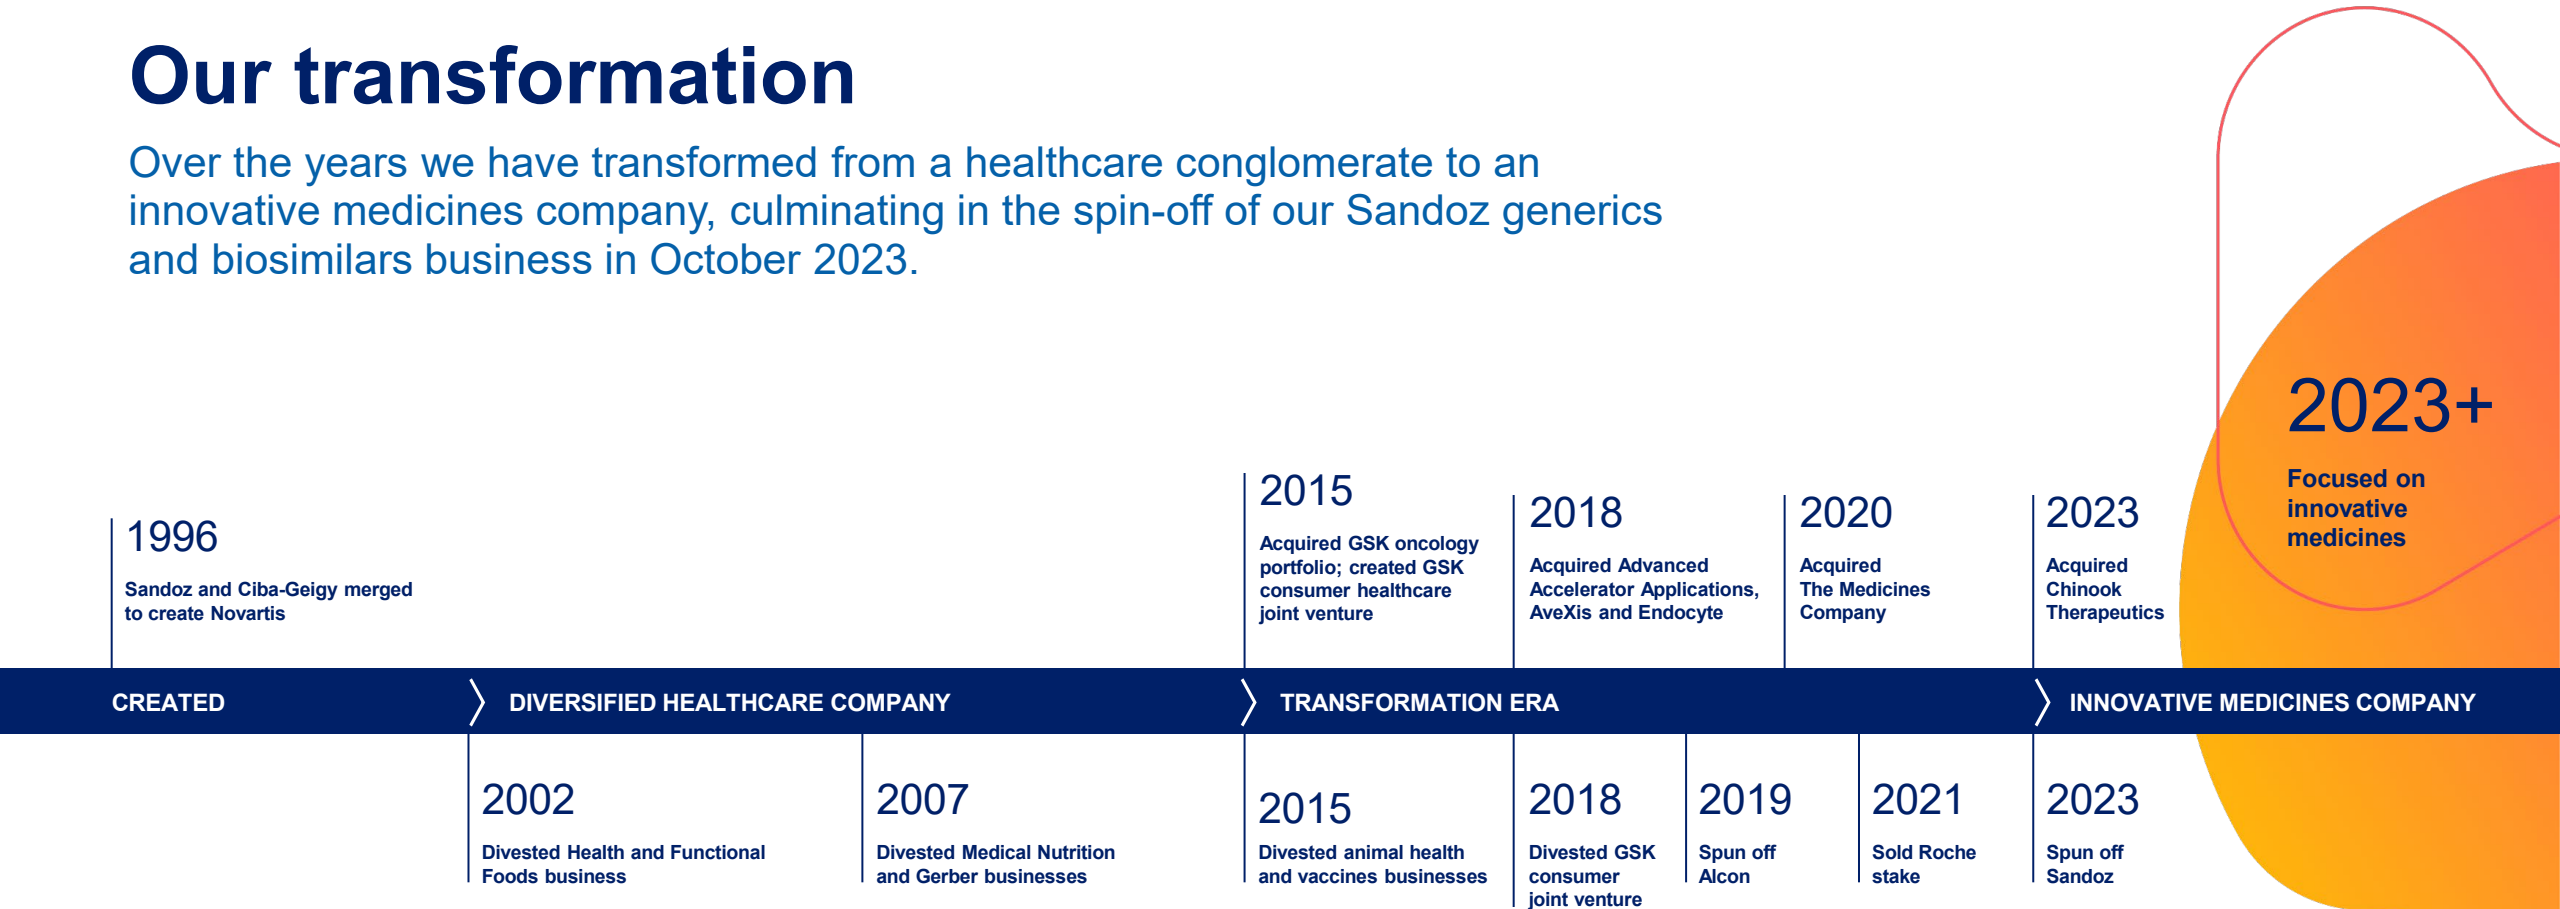 Our transformation
Over the years we have transformed from a healthcare conglomerate to an
innovative medicines company, culminating in the spin-off of our Sandoz generics
and biosimilars business in October 2023.
2023+
Focused on
innovative
medicines
1996
Sandoz and Ciba-Geigy merged
to create Novartis
2015
Acquired GSK oncology
portfolio; created GSK
consumer healthcare
joint venture
2018
Acquired Advanced
Accelerator Applications,
AveXis and Endocyte
2020
Acquired
The Medicines
Company
2023
Acquired
Chinook
Therapeutics
CREATED
DIVERSIFIED HEALTHCARE COMPANY
TRANSFORMATION ERA
INNOVATIVE MEDICINES COMPANY
2002
Divested Health and Functional
Foods business
2007
Divested Medical Nutrition
and Gerber businesses
2015
Divested animal health
and vaccines businesses
2018
Divested GSK
consumer
joint venture
2019
Spun off
Alcon
2021
Sold Roche
stake
2023
Spun off
Sandoz